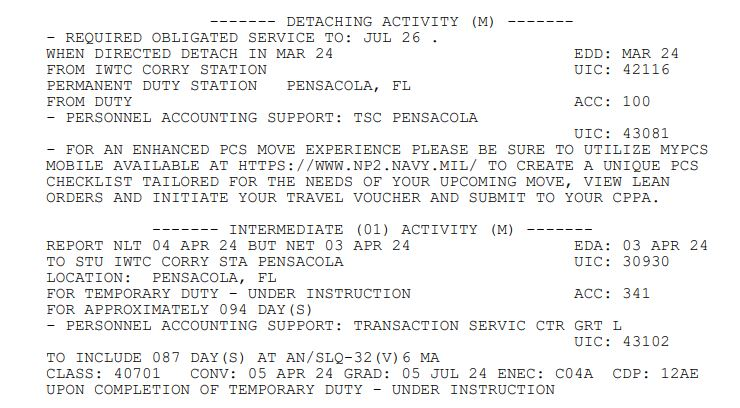 ------- DETACHING ACTIVITY (M) -------
- REQUIRED OBLIGATED SERVICE TO: JUL 26 .
WHEN DIRECTED DETACH IN MAR 24 EDD: MAR 24
FROM IWTC CORRY STATION UIC: 42116
PERMANENT DUTY STATION PENSACOLA, FL
FROM DUTY ACC: 100
- PERSONNEL ACCOUNTING SUPPORT: TSC PENSACOLA
UIC: 43081
- FOR AN ENHANCED PCS MOVE EXPERIENCE PLEASE BE SURE TO UTILIZE MYPCS
MOBILE AVAILABLE AT HTTPS://WWW.NP2.NAVY.MIL/ TO CREATE A UNIQUE PCS
CHECKLIST TAILORED FOR THE NEEDS OF YOUR UPCOMING MOVE, VIEW LEAN
ORDERS AND INITIATE YOUR TRAVEL VOUCHER AND SUBMIT TO YOUR CPPA.
------- INTERMEDIATE (01) ACTIVITY (M) -------
REPORT NLT 04 APR 24 BUT NET 03 APR 24 EDA: 03 APR 24
TO STU IWTC CORRY STA PENSACOLA UIC: 30930
LOCATION: PENSACOLA, FL
FOR TEMPORARY DUTY - UNDER INSTRUCTION ACC: 341
FOR APPROXIMATELY 094 DAY(S)
- PERSONNEL ACCOUNTING SUPPORT: TRANSACTION SERVIC CTR GRT L
UIC: 43102
TO INCLUDE 087 DAY(S) AT AN/SLQ-32(V)6 MA
CLASS: 40701 CONV: 05 APR 24 GRAD: 05 JUL 24 ENEC: C04A CDP: 12AE
UPON COMPLETION OF TEMPORARY DUTY - UNDER INSTRUCTION